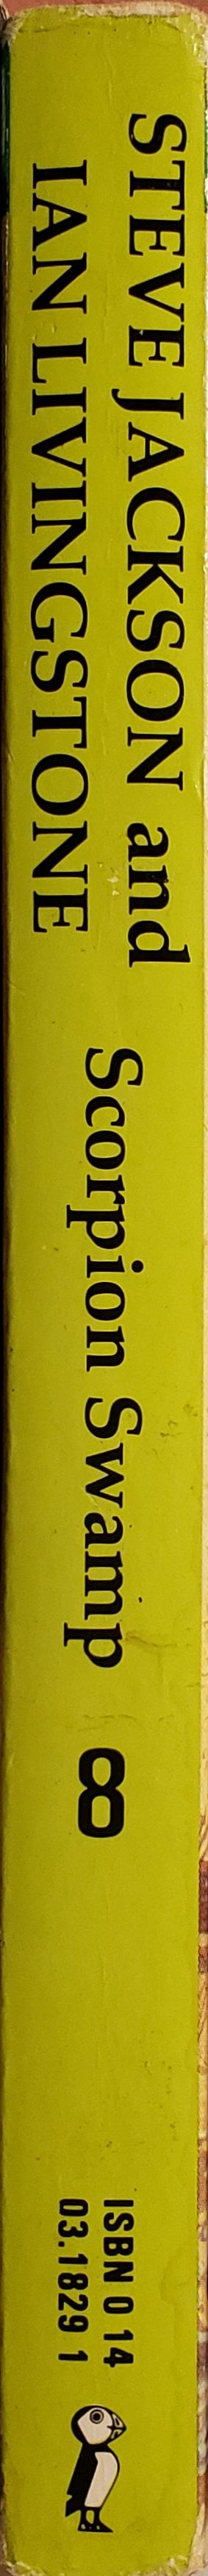 STEVE JACKSON and
IAN LIVINGSTONE
Scorpion Swamp
8
ISBN 0 14
03.1829 1